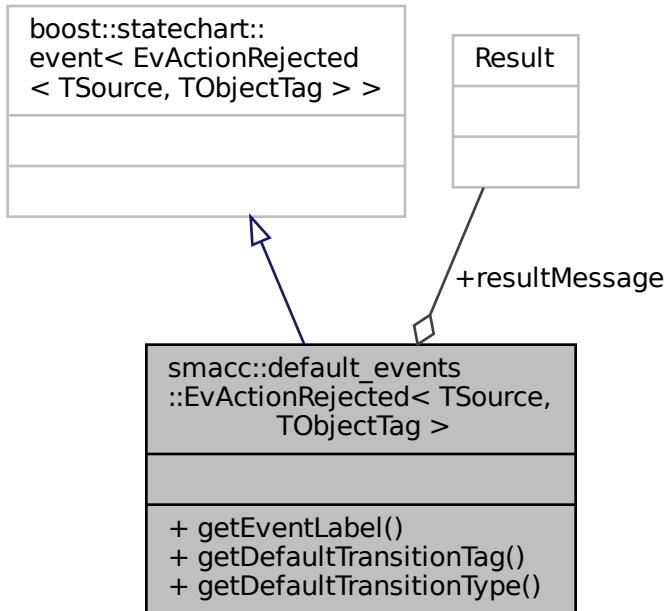 boost::statechart::
event< EvActionRejected
< TSource, TObjectTag > >
Result
+resultMessage
smacc::default_events
::EvActionRejected< TSource,
TObjectTag >
+ getEventLabel()
+ getDefaultTransitionTag()
+ getDefaultTransitionType()